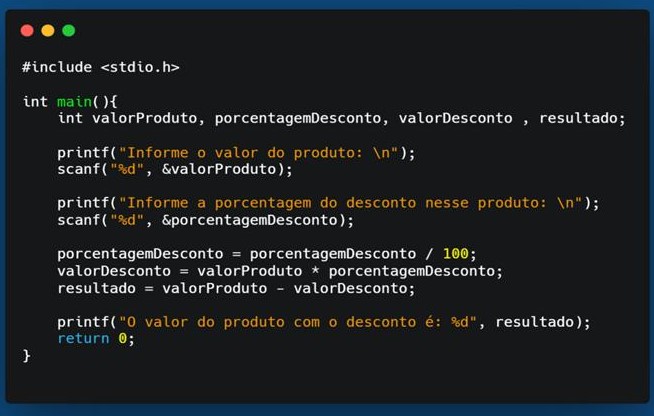 #include <stdio.h>
int main(){
int valorProduto, porcentagemDesconto, valorDesconto , resultado;
printf("Informe o valor do produto: \n");
scanf("%d", &valorProduto);
printf("Informe a porcentagem do desconto nesse produto: \n");
scanf("%d", &porcentagemDesconto);
porcentagemDesconto = porcentagemDesconto / 100;
valorDesconto = valorProduto * porcentagemDesconto;
resultado = valorProduto - valorDesconto;
printf("O valor do produto com o desconto é: %d", resultado);
return 0;
}